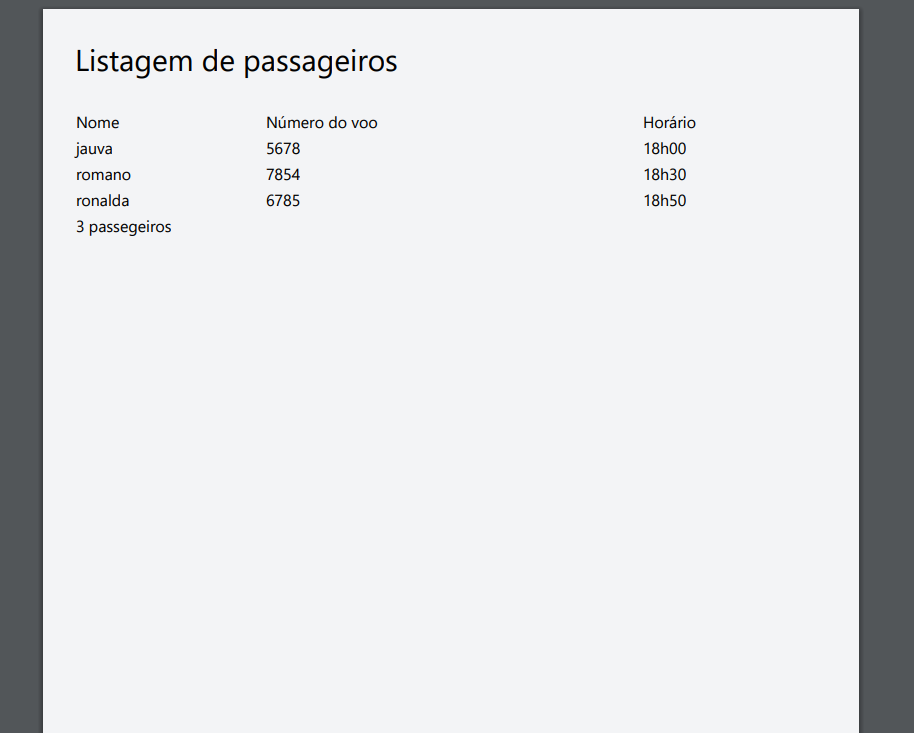 Listagem de passageiros
Nome Número do voo Horário
jauva 5678 18h00
romano 7854 18h30
ronalda 6785 18h50
3 passegeiros